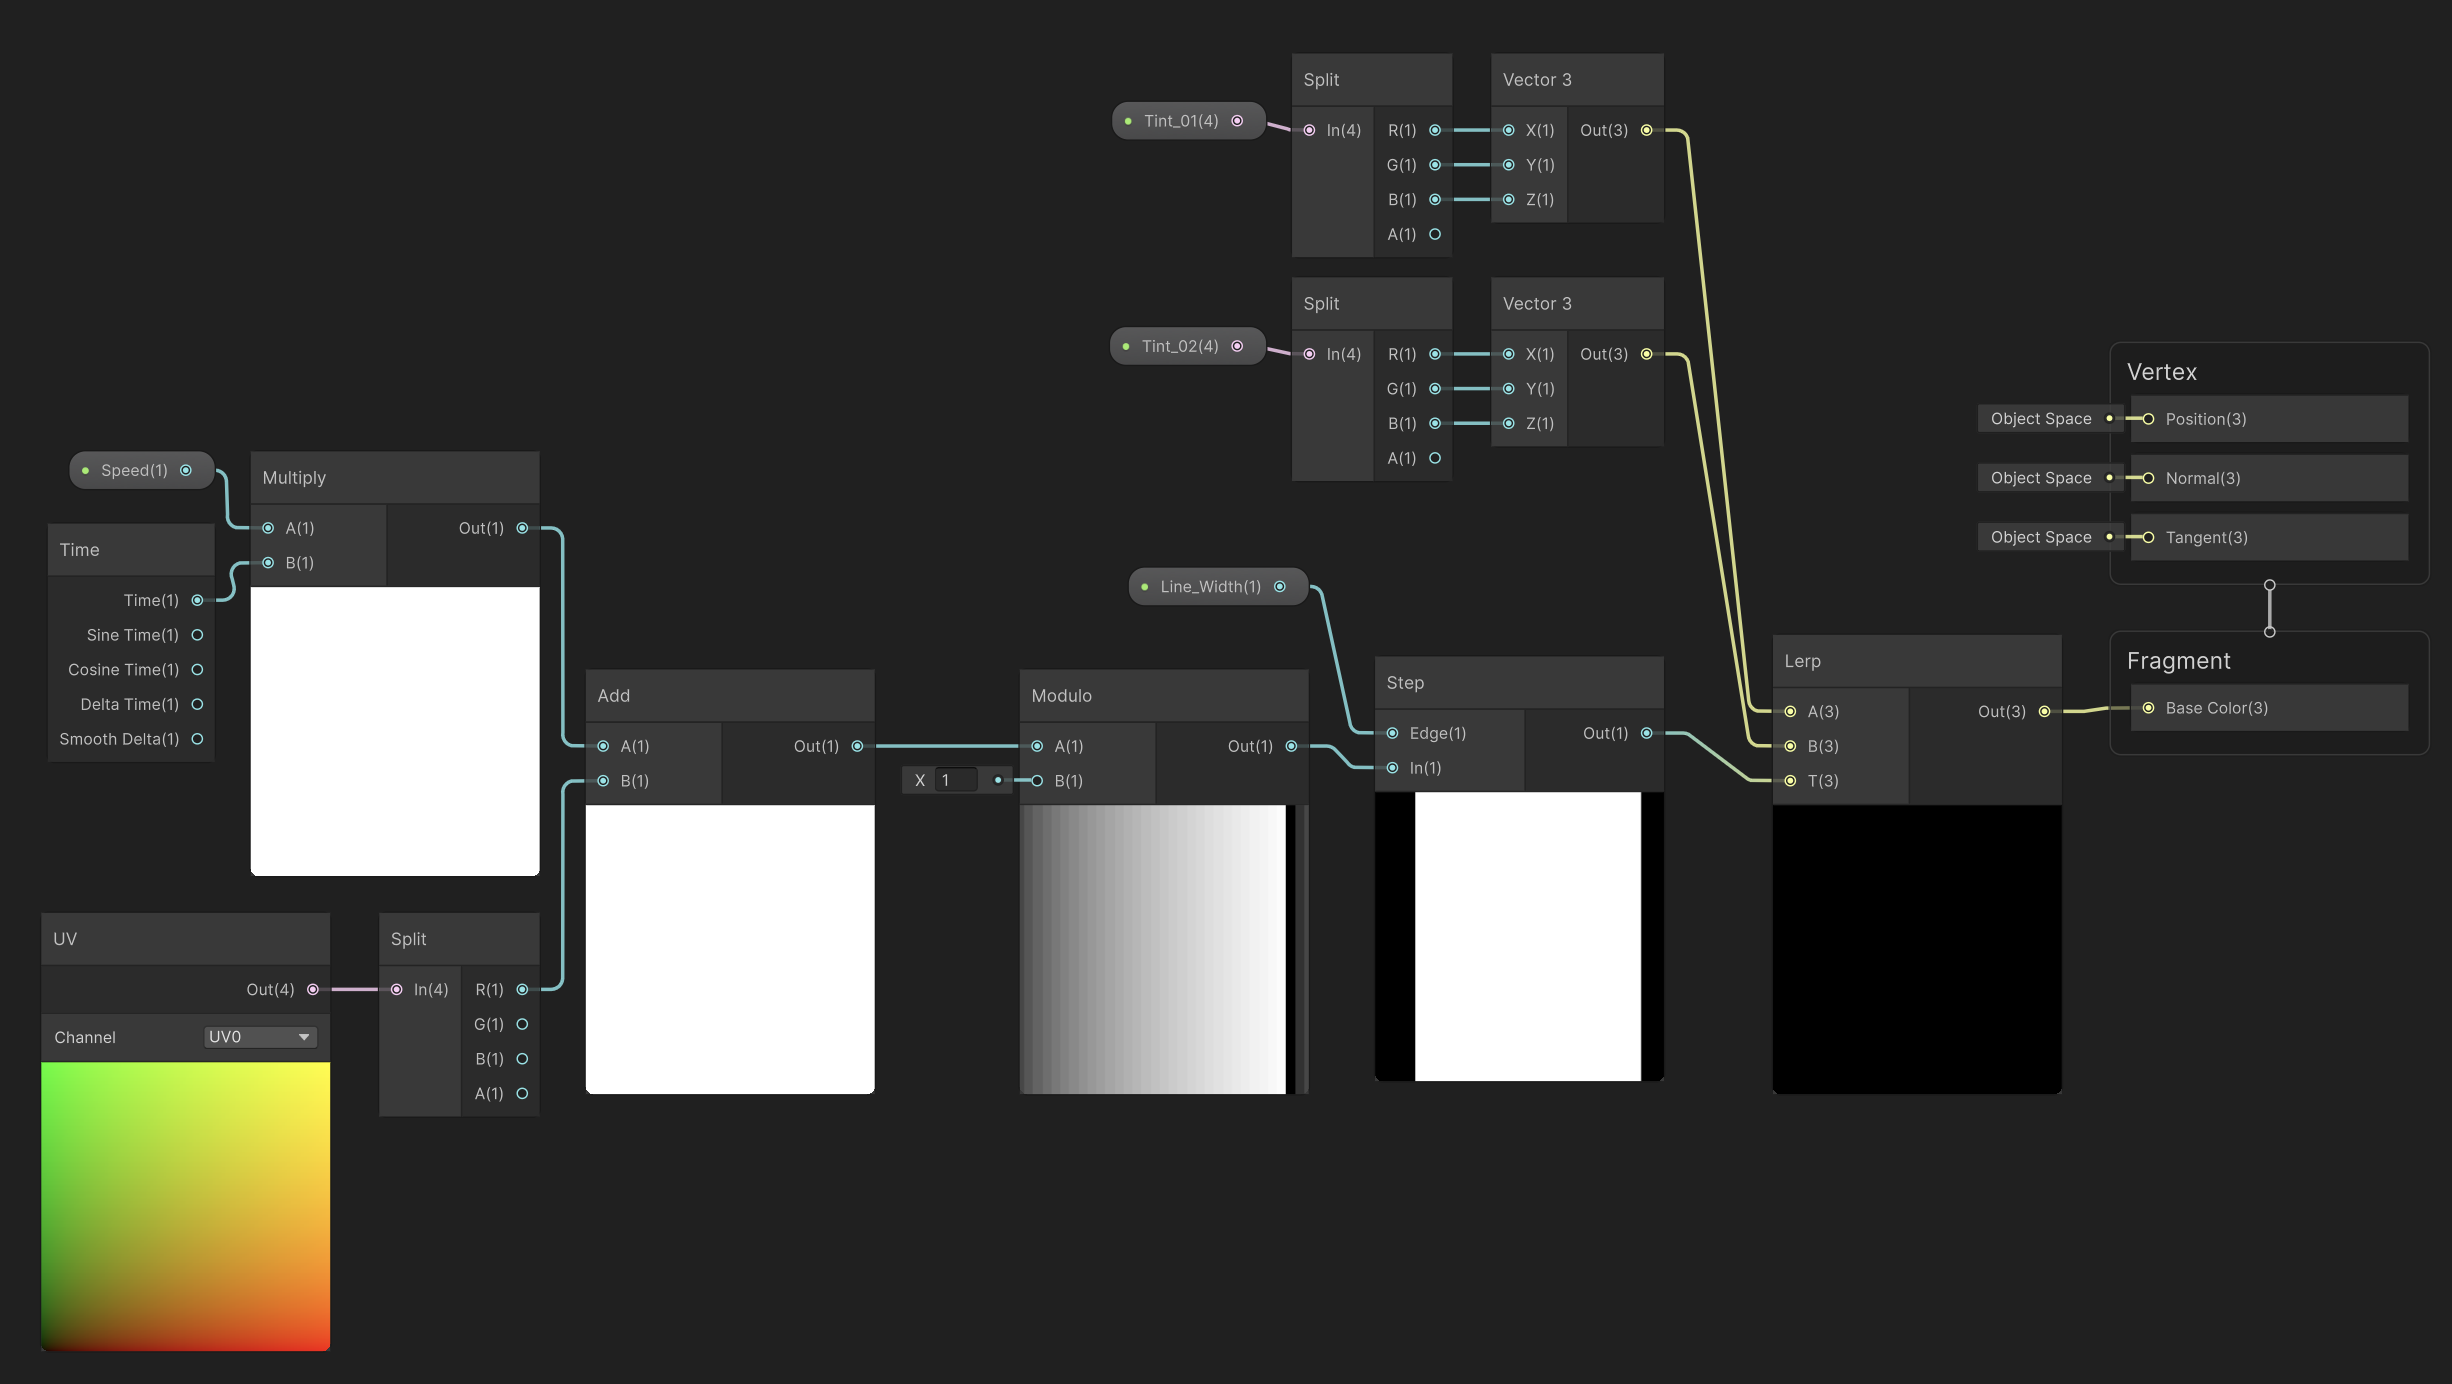 Split
Vector 3
Tint_01(4)
In(4)
R(1)
X(1)
Out(3)
G(1)
Y(1)
B(1)
Z(1)
A(1)
Split
Vector 3
Tint_02(4)
In(4)
R(1)
X(1)
Out(3)
G(1)
Y(1)
B(1)
Z(1)
A(1)
Vertex
Object Space
Position(3)
Object Space
Normal(3)
Object Space
Tangent(3)
Speed(1)
Multiply
A(1)
Out(1)
B(1)
Time
Time(1)
Sine Time(1)
Cosine Time(1)
Delta Time(1)
Smooth Delta(1)
Line_Width(1)
Add
A(1)
Out(1)
B(1)
Modulo
A(1)
Out(1)
X 1
B(1)
Step
Edge(1)
Out(1)
In(1)
Lerp
A(3)
Out(3)
B(3)
T(3)
Fragment
Base Color(3)
UV
Out(4)
Channel
UV0
Split
In(4)
R(1)
G(1)
B(1)
A(1)